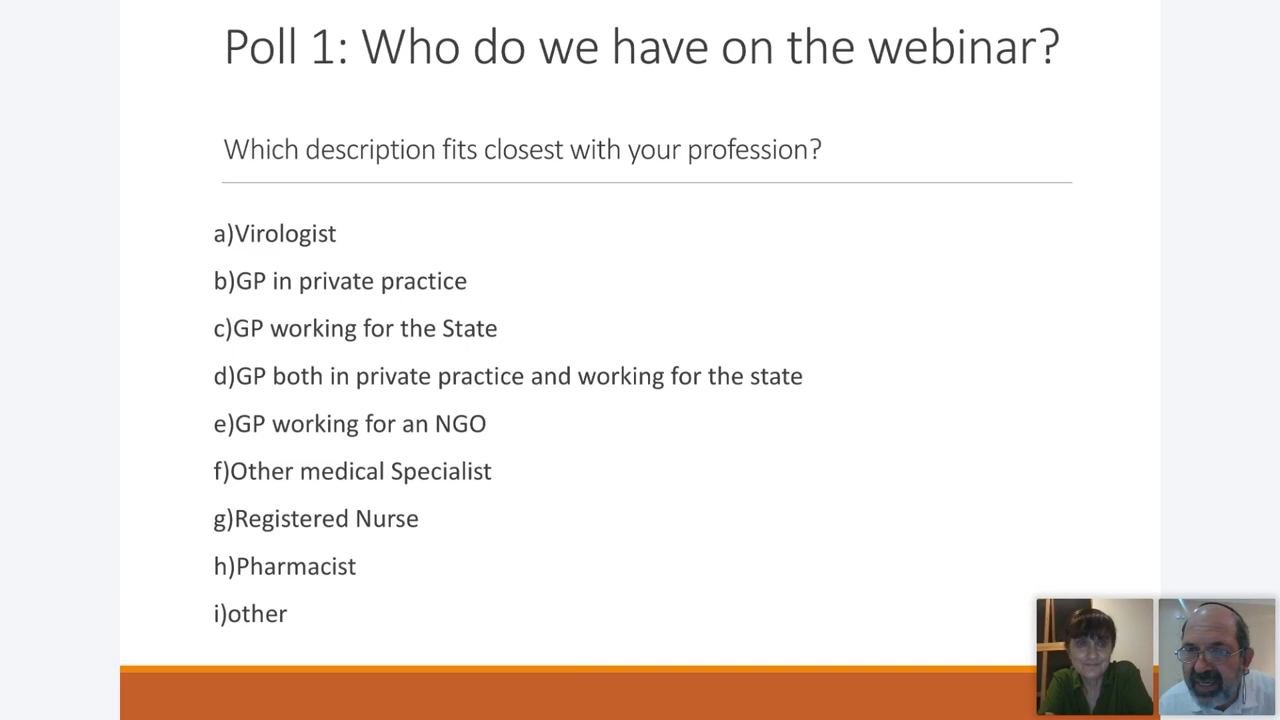 Poll 1: Who do we have on the webinar?
Which description fits closest with your profession?
a)Virologist
b)GP in private practice
c)GP working for the State
d)GP both in private practice and working for the state
e)GP working for an NGO
f)Other medical Specialist
g)Registered Nurse
h)Pharmacist
i)other